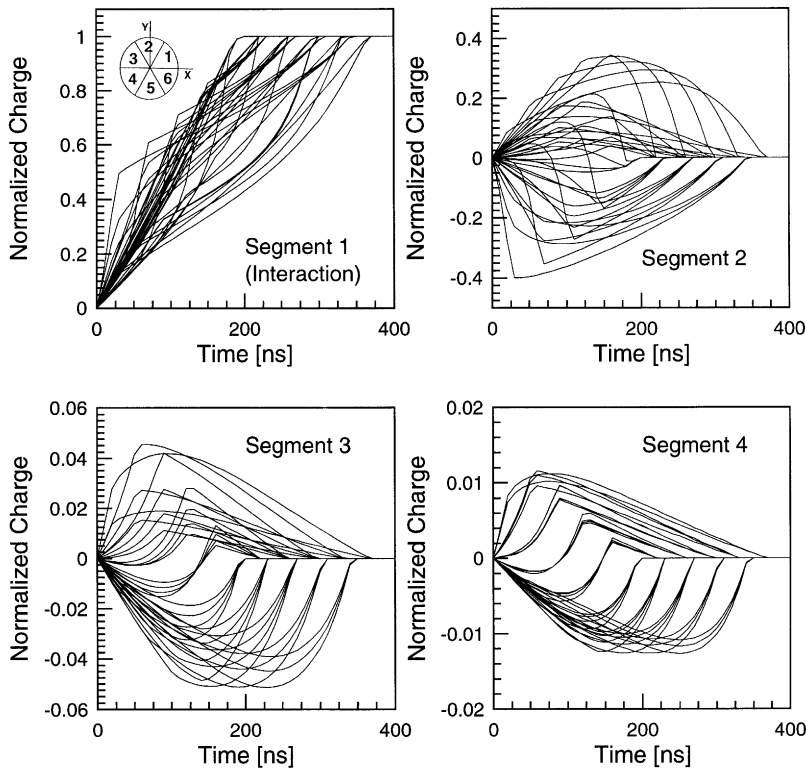 Normalized Charge
1
0.8
0.6
0.4
0.2
0
Y
X
2
3 1
4 6
5
Segment 1
(Interaction)
0 200 400
Time [ns]
Normalized Charge
0.4
0.2
0
-0.2
-0.4
Segment 2
0 200 400
Time [ns]
Normalized Charge
0.06
0.04
0.02
0
-0.02
-0.04
-0.06
Segment 3
0 200 400
Time [ns]
Normalized Charge
0.02
0.01
0
-0.01
-0.02
Segment 4
0 200 400
Time [ns]